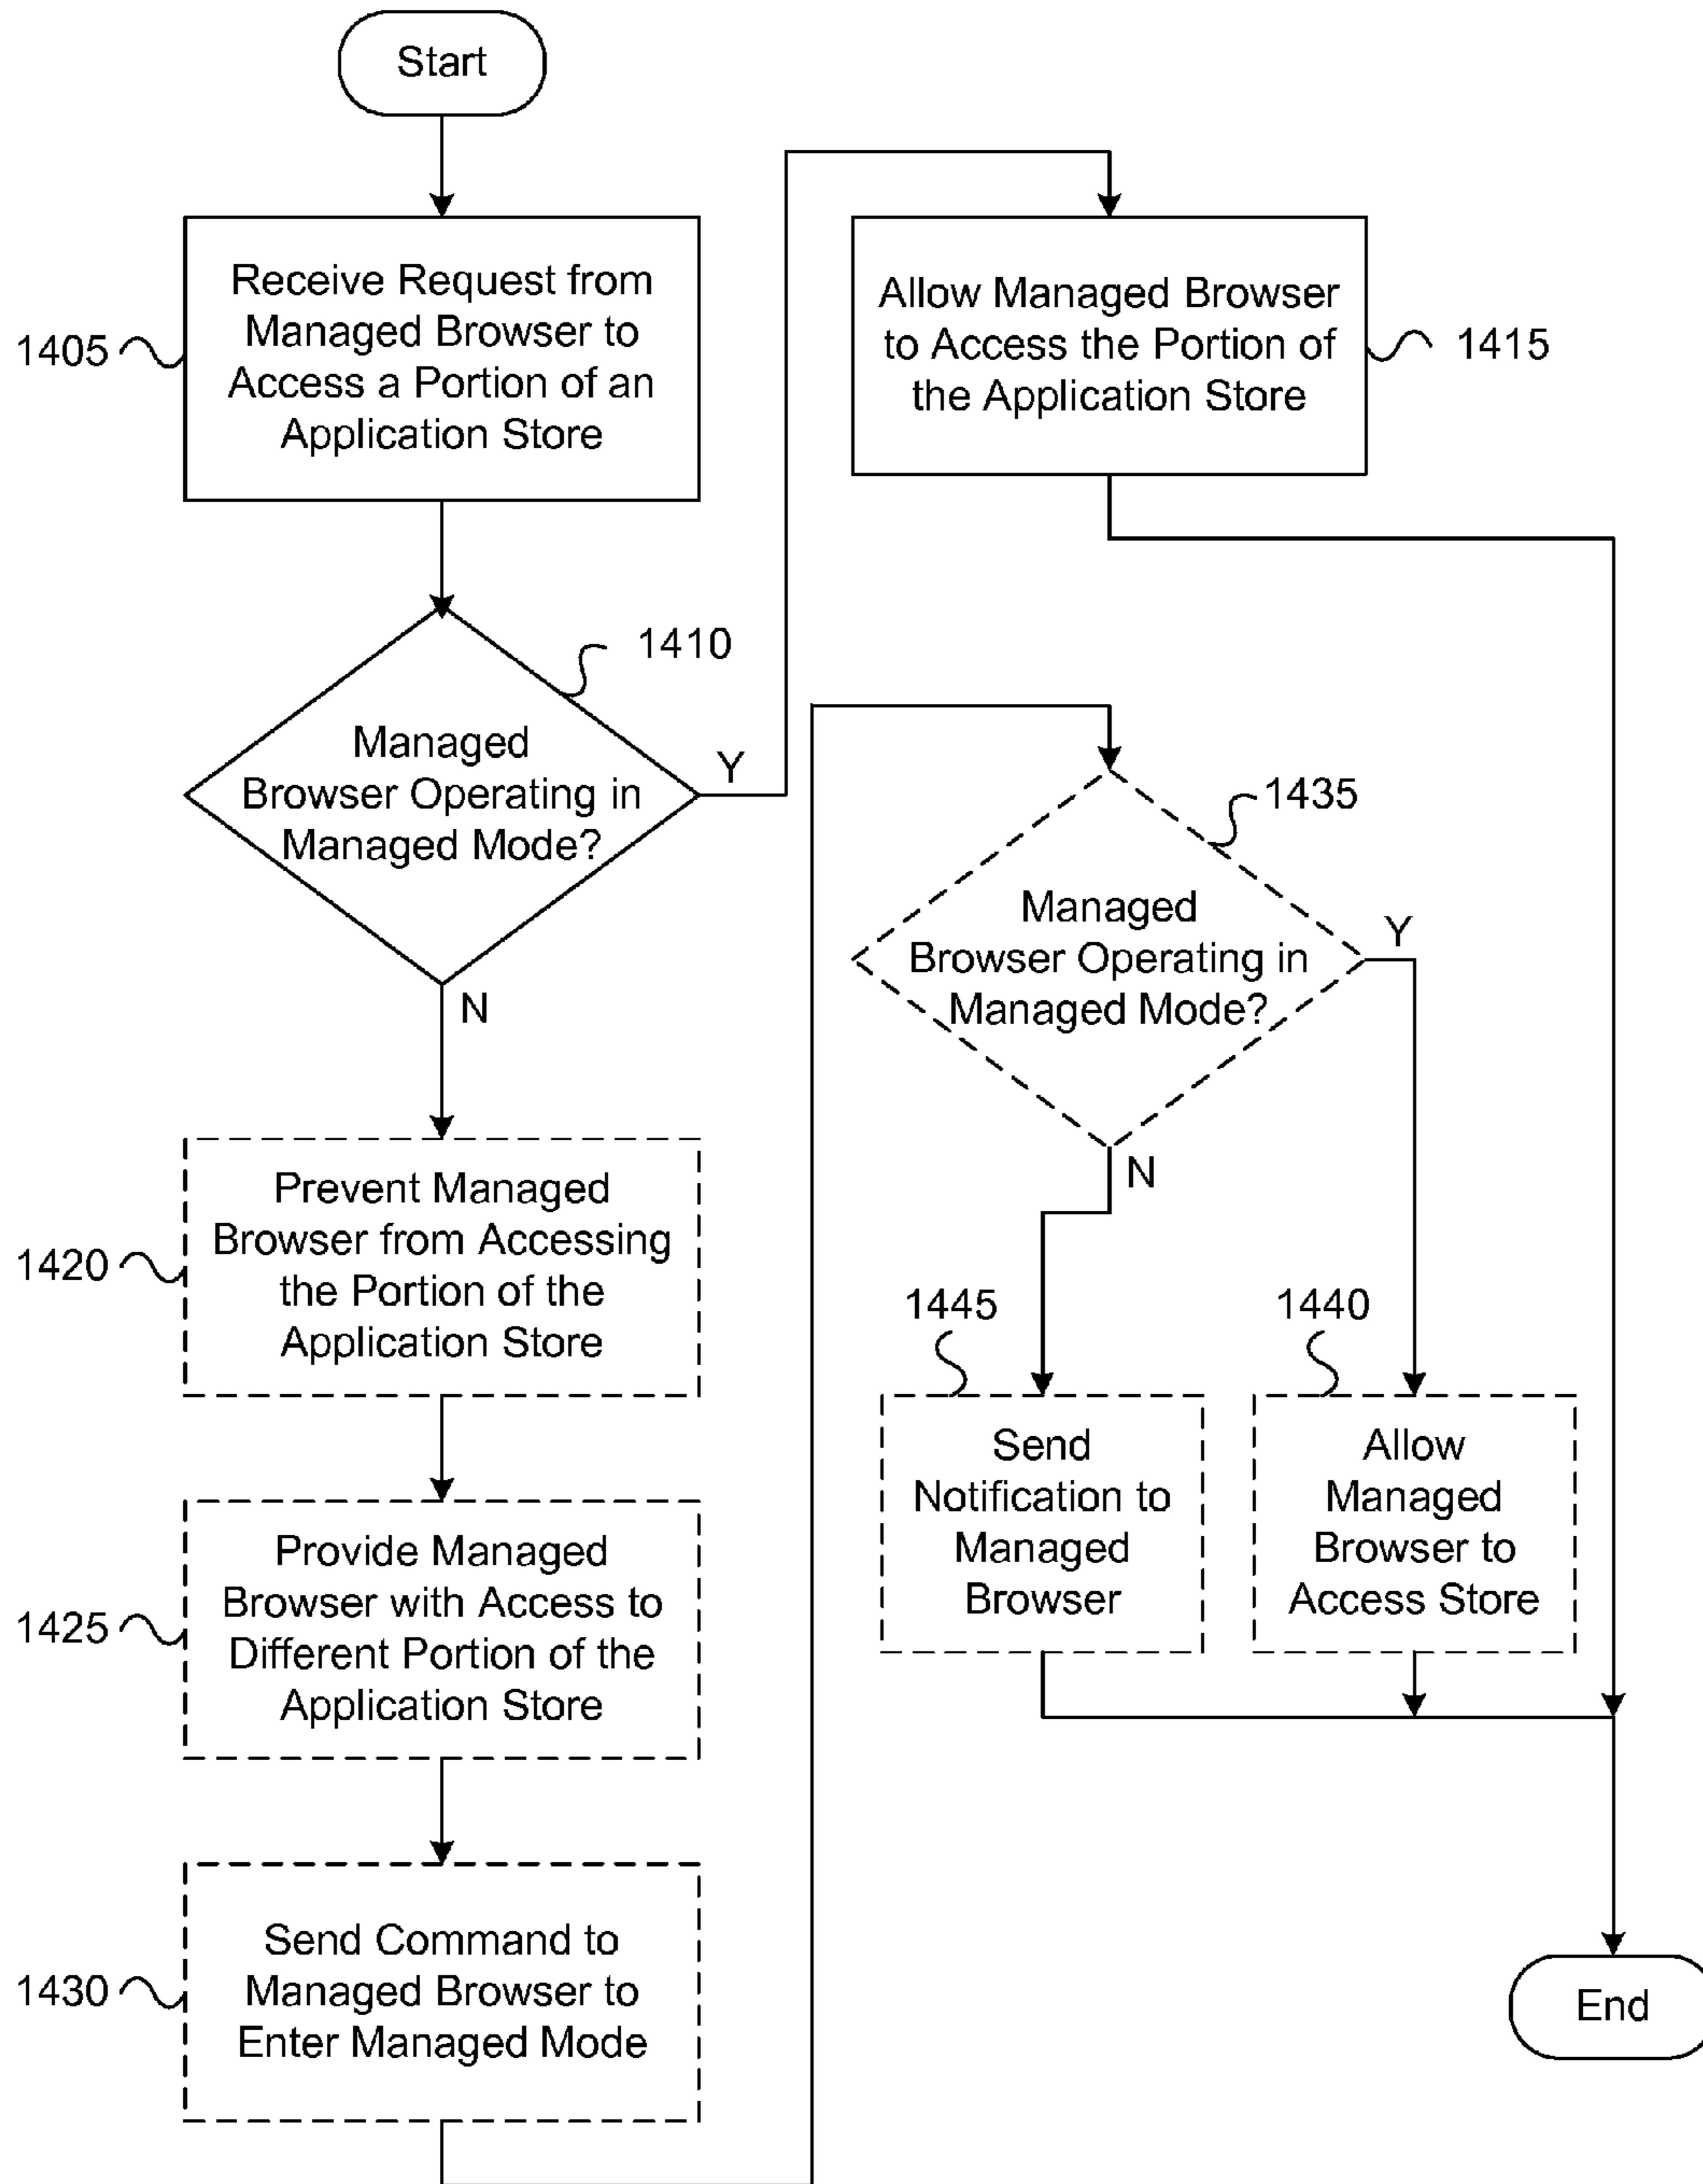 Start
1405
Receive Request from
Managed Browser to
Access a Portion of an
Application Store
1410
Managed
Browser Operating in
Managed Mode?
Y
N
Allow Managed Browser
to Access the Portion of
the Application Store
1415
1420
Prevent Managed
Browser from Accessing
the Portion of the
Application Store
1425
Provide Managed
Browser with Access to
Different Portion of the
Application Store
1430
Send Command to
Managed Browser to
Enter Managed Mode
1435
Managed
Browser Operating in
Managed Mode?
Y
N
1445
Send
Notification to
Managed
Browser
1440
Allow
Managed
Browser to
Access Store
End